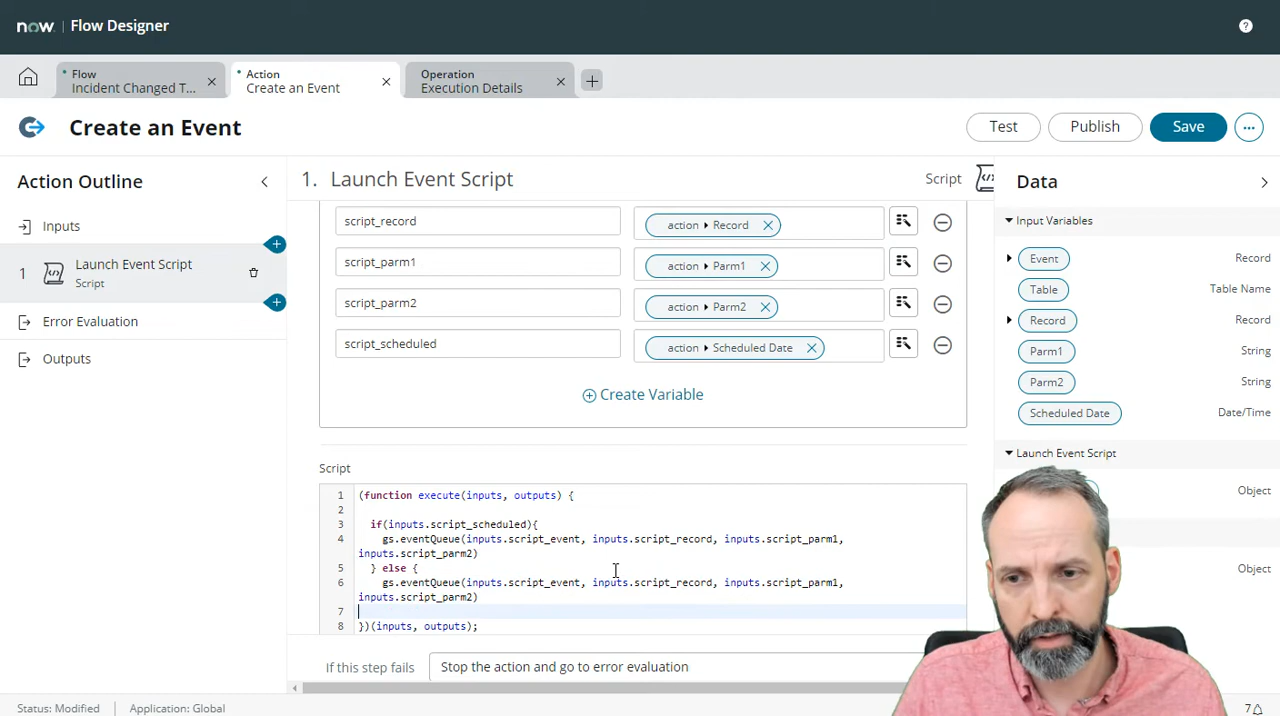 now | Flow Designer
Flow
Incident Changed T...
Action
Create an Event
Operation
Execution Details
Create an Event
Test
Publish
Save
Action Outline
Inputs
1
Launch Event Script
Script
Error Evaluation
Outputs
1. Launch Event Script
Script
script_record
action Record
script_parm1
action Parm1
script_parm2
action Parm2
script_scheduled
action Scheduled Date
Create Variable
Script
1 (function execute(inputs, outputs) {
2
3 if(inputs.script_scheduled){
4 gs.eventQueue(inputs.script_event, inputs.script_record, inputs.script_parm1,
inputs.script_parm2)
5 } else {
6 gs.eventQueue(inputs.script_event, inputs.script_record, inputs.script_parm1,
inputs.script_parm2)
7
8 })(inputs, outputs);
If this step fails
Stop the action and go to error evaluation
Data
Input Variables
Event Record
Table Table Name
Record Record
Parm1 String
Parm2 String
Scheduled Date Date/Time
Launch Event Script
Object
Object
Status: Modified
Application: Global
7